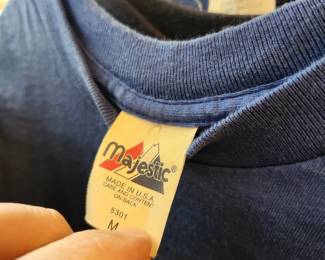 Majestic®
MADE IN U.S.A.
CARE AND CONTENT
ON BACK
5301
M